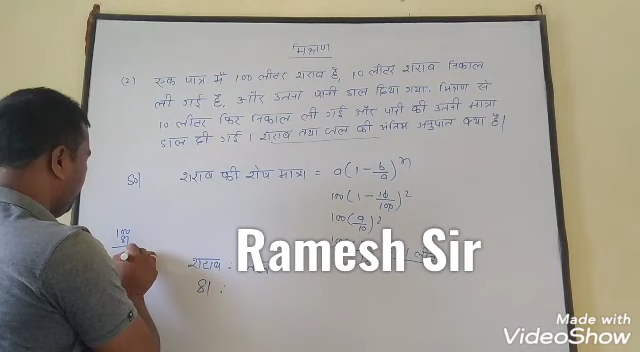 मिश्रण
(2) एक पात्र में 100 लीटर शराब है, 10 लीटर शराब निकाल
ली गई है, और उतना पानी डाल दिया गया. मिश्रण से
10 लीटर फिर निकाल ली गई और पानी की उतनी मात्रा
डाल दी गई। शराब तथा जल की अंतिम अनुपात क्या है।
शराब की शेष मात्रा = a(1 - b/a)^n
100(1 - 10/100)^2
100(9/10)^2
100
81
Ramesh Sir
शराब :
81 :
Made with
VideoShow